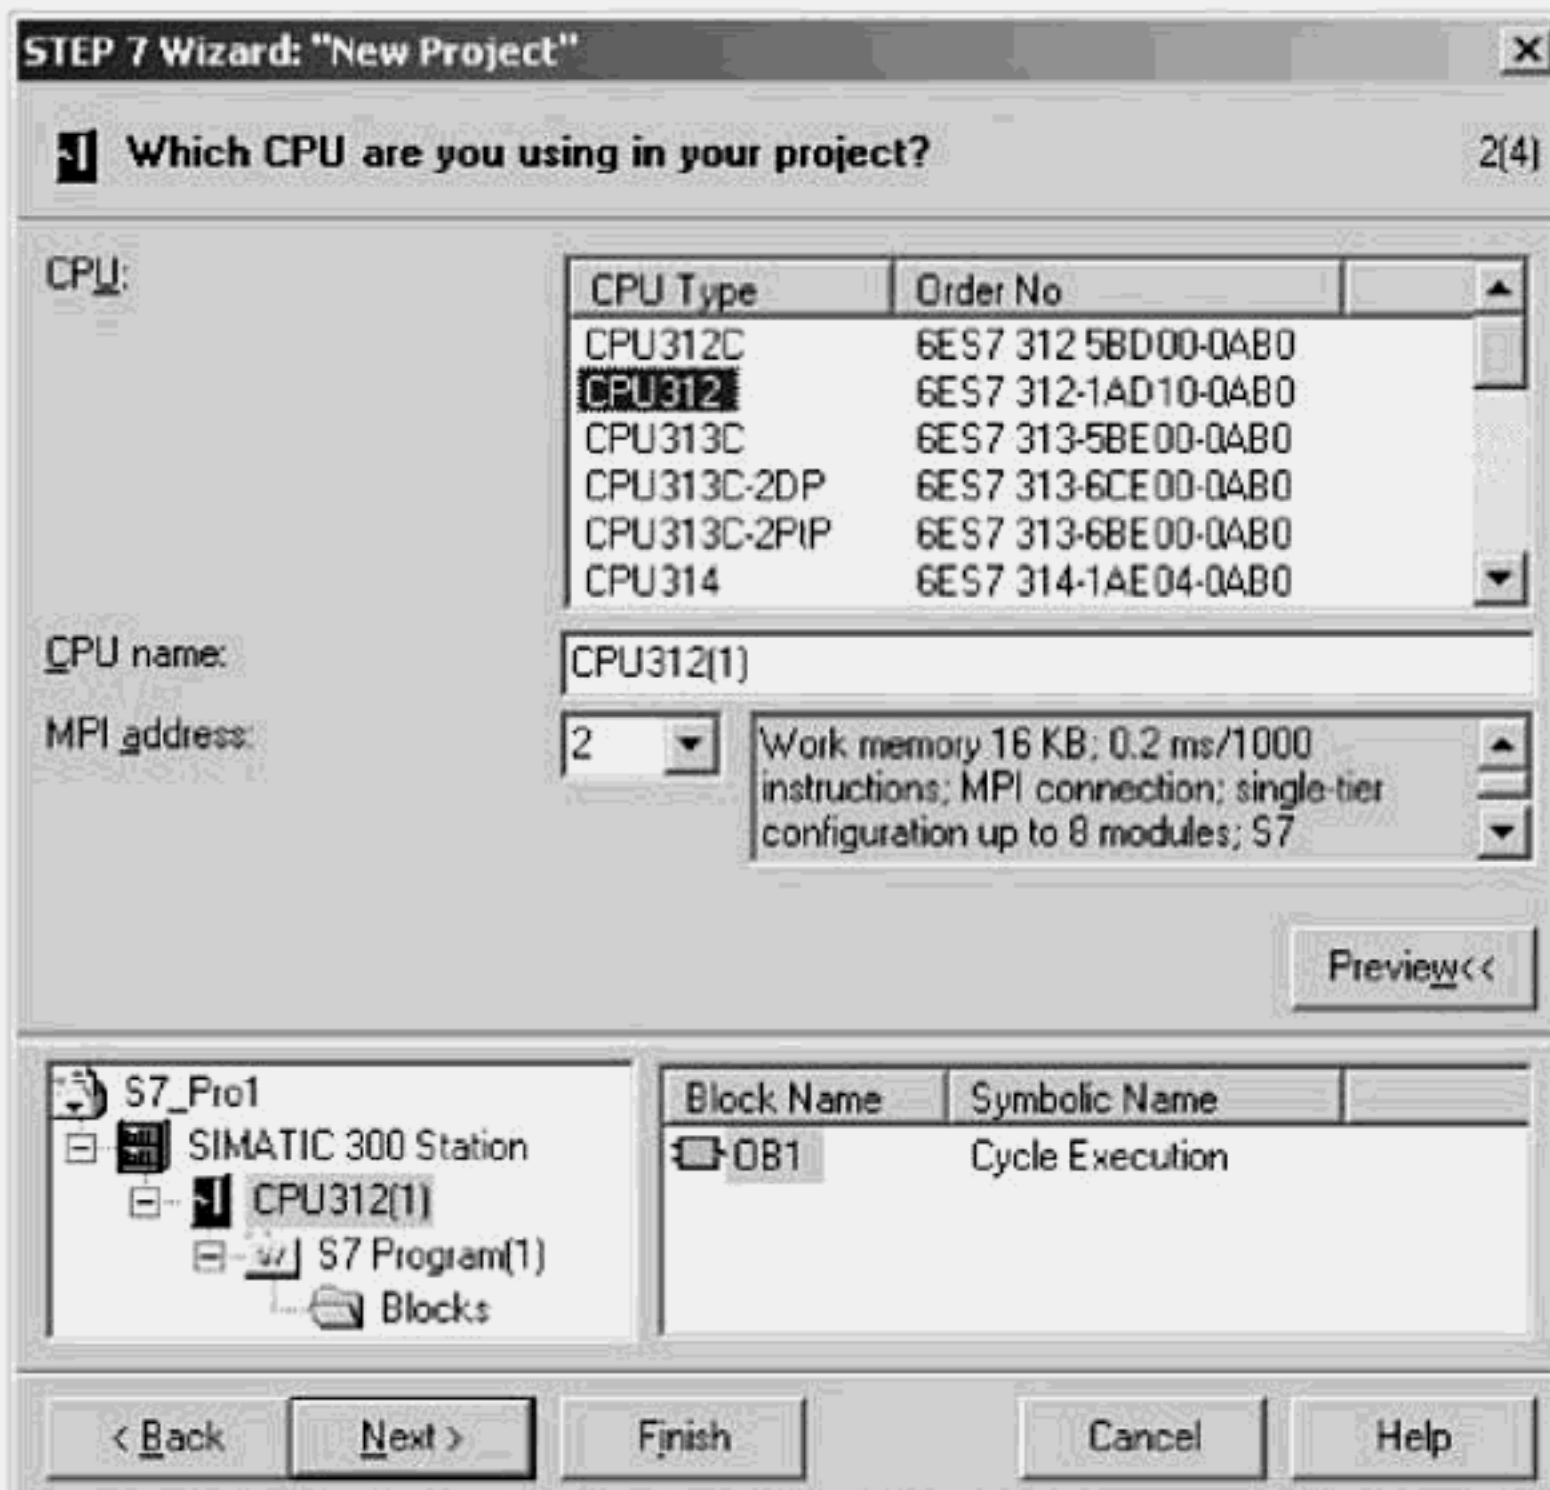 STEP 7 Wizard: "New Project"
Which CPU are you using in your project? 2(4)
CPU:
CPU Type Order No
CPU312C 6ES7 312 5BD00-0AB0
CPU312 6ES7 312-1AD10-0AB0
CPU313C 6ES7 313-5BE00-0AB0
CPU313C-2DP 6ES7 313-6CE00-0AB0
CPU313C-2PtP 6ES7 313-6BE00-0AB0
CPU314 6ES7 314-1AE04-0AB0
CPU name: CPU312(1)
MPI address: 2
Work memory 16 KB; 0.2 ms/1000
instructions; MPI connection; single-tier
configuration up to 8 modules; S7
Preview<<
S7_Pro1
SIMATIC 300 Station
CPU312(1)
S7 Program(1)
Blocks
Block Name Symbolic Name
OB1 Cycle Execution
< Back Next > Finish Cancel Help